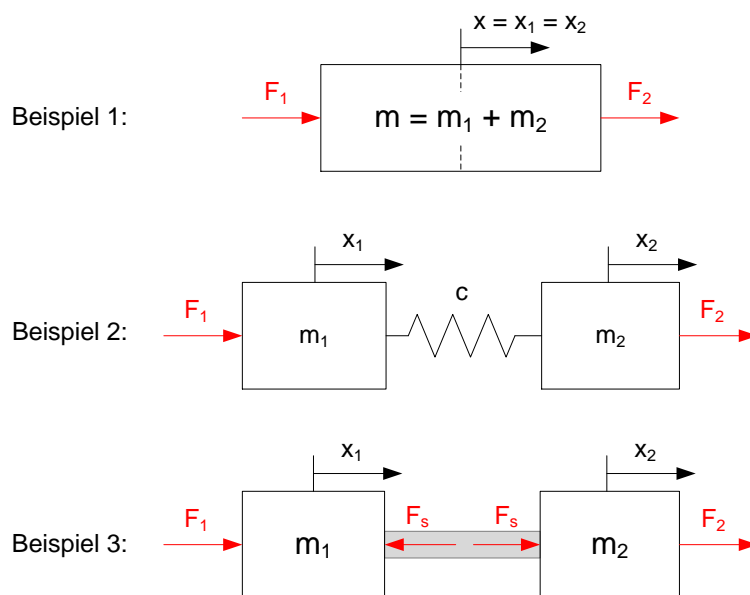 x = x₁ = x₂
Beispiel 1: F₁ m = m₁ + m₂ F₂
x₁ x₂
c
Beispiel 2: F₁ m₁ m₂ F₂
x₁ x₂
Fₛ Fₛ
Beispiel 3: F₁ m₁ m₂ F₂